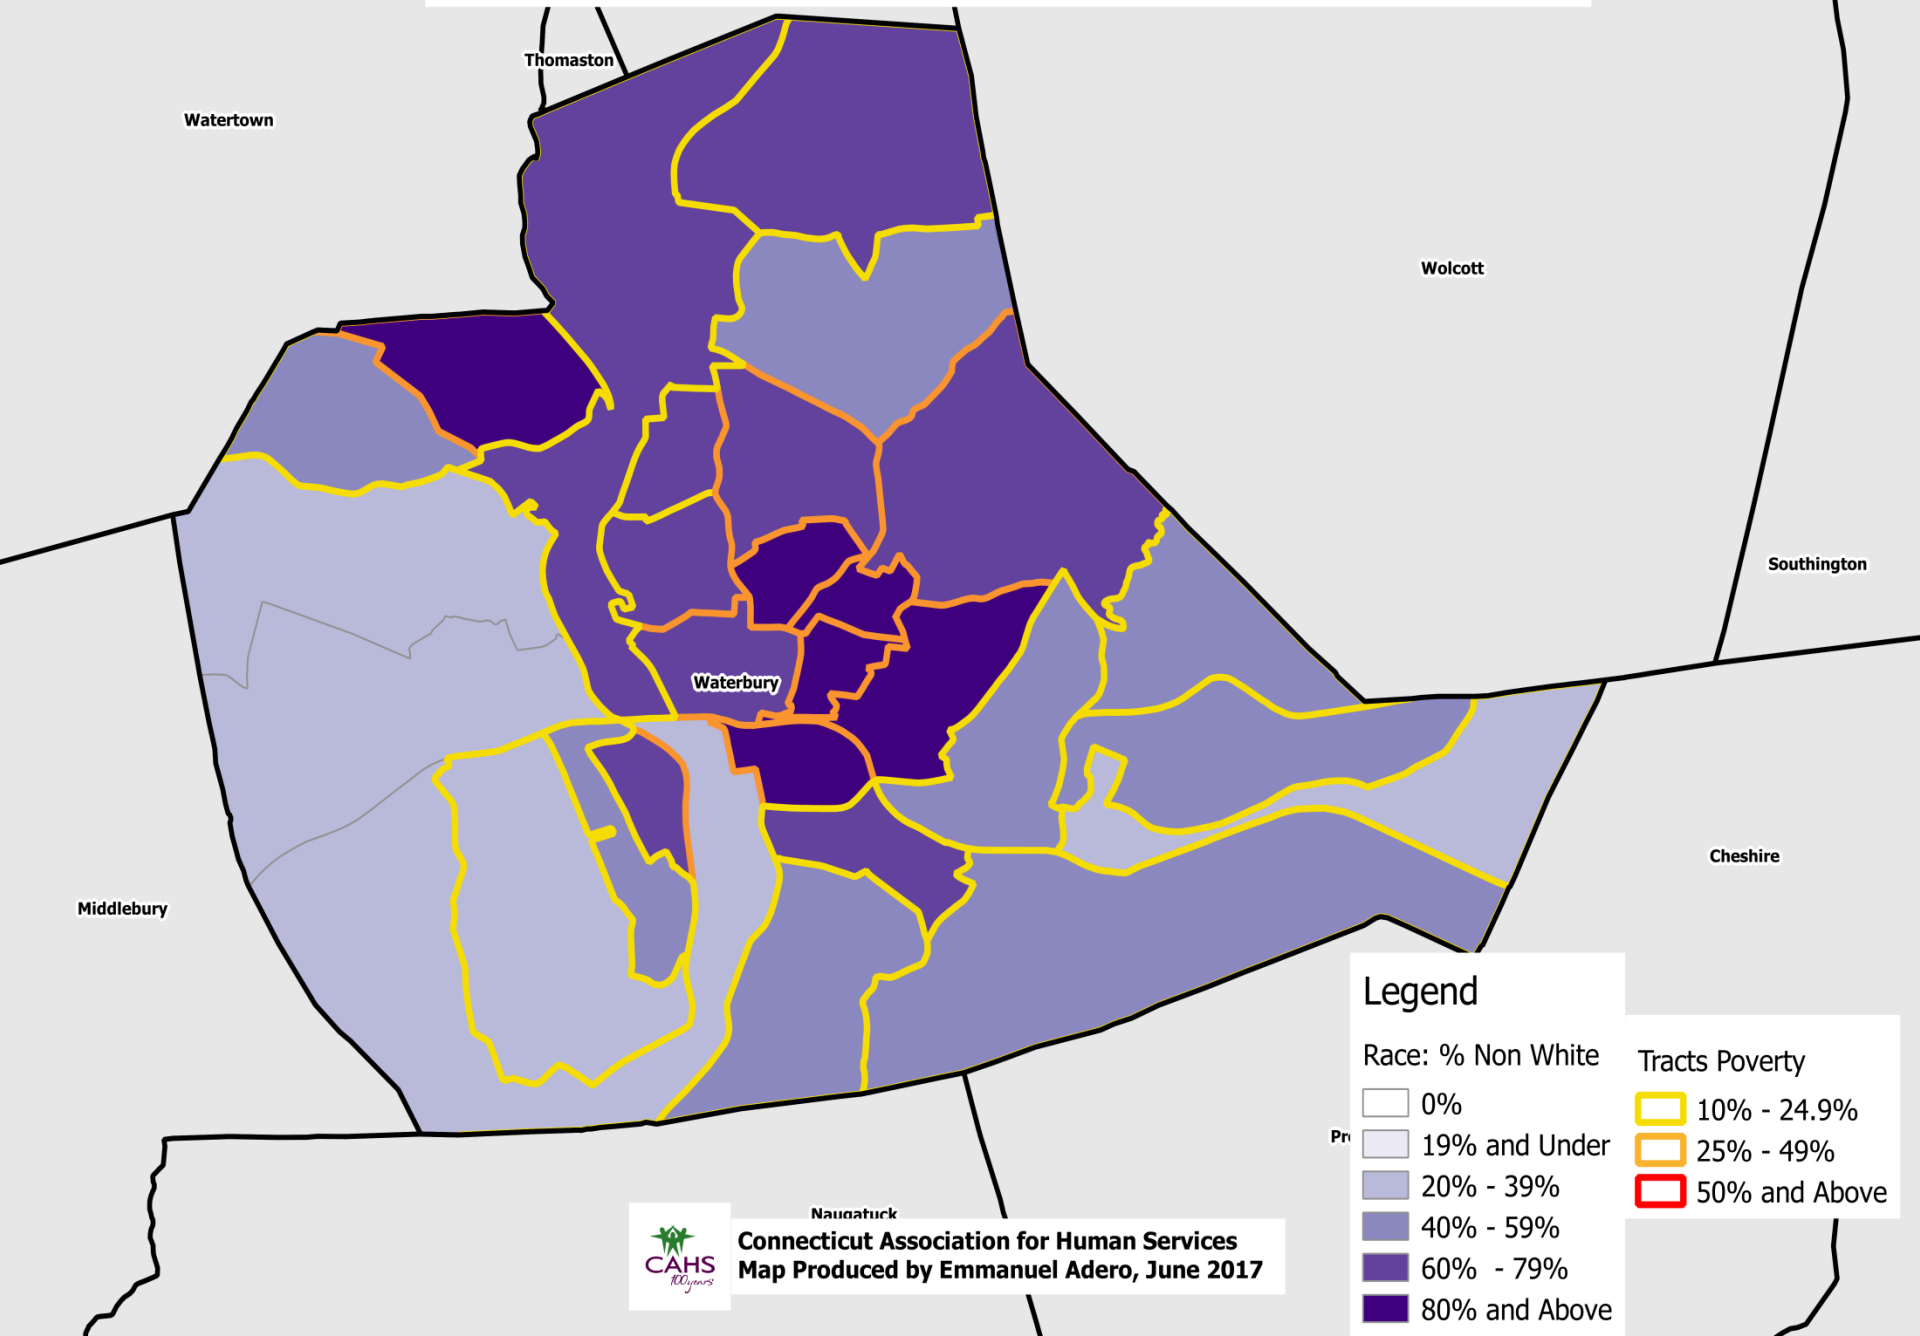 Thomaston
Watertown
Wolcott
Southington
Waterbury
Cheshire
Middlebury
Naugatuck
Legend
Race: % Non White
0%
19% and Under
20% - 39%
40% - 59%
60% - 79%
80% and Above
Tracts Poverty
10% - 24.9%
25% - 49%
50% and Above
CAHS
100 years
Connecticut Association for Human Services
Map Produced by Emmanuel Adero, June 2017